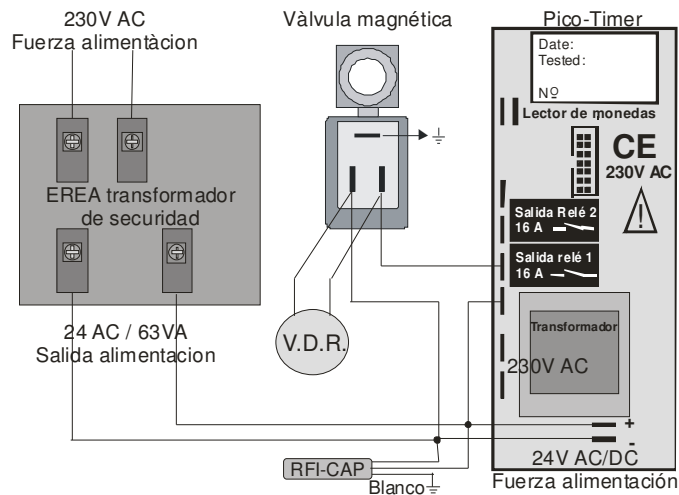 230V AC
Fuerza alimentàcion
Vàlvula magnética
Pico-Timer
Date:
Tested:
Nº
Lector de monedas
CE
230V AC
EREA transformador
de securidad
Salida Relé 2
16 A
Salida relé 1
16 A
!
24 AC / 63VA
Salida alimentacion
V.D.R.
Transformador
230V AC
+
-
24V AC/DC
Fuerza alimentación
RFI-CAP
Blanco